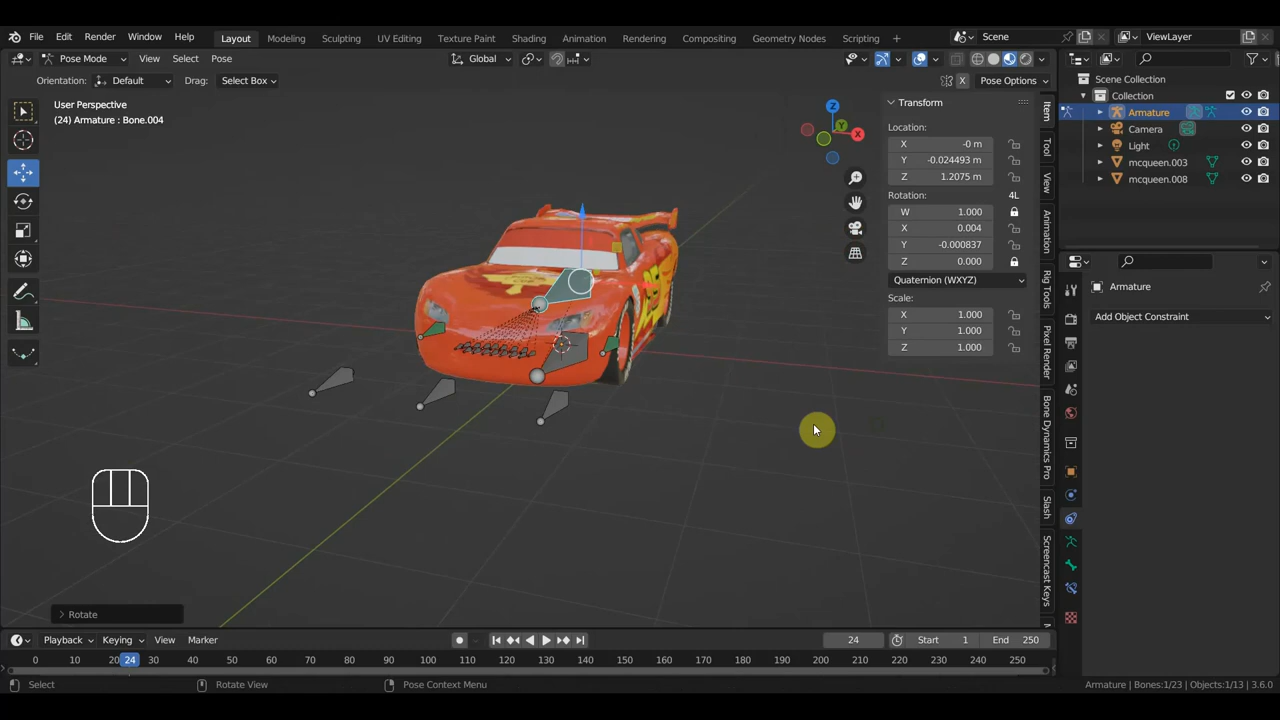 File Edit Render Window Help Layout Modeling Sculpting UV Editing Texture Paint Shading Animation Rendering Compositing Geometry Nodes Scripting + Scene ViewLayer
Pose Mode View Select Pose Global
Orientation: Default Drag: Select Box X Pose Options
Scene Collection
Collection
Armature
Camera
Light
mcqueen.003
mcqueen.008
User Perspective
(24) Armature : Bone.004
Z
Y
X
Transform
Location:
X -0 m
Y -0.024493 m
Z 1.2075 m
Rotation: 4L
W 1.000
X 0.004
Y -0.000837
Z 0.000
Quaternion (WXYZ)
Scale:
X 1.000
Y 1.000
Z 1.000
Item
Tool
View
Animation
Rig Tools
Pixel Render
Bone Dynamics Pro
Slash
Screencast Keys
Armature
Add Object Constraint
Rotate
Playback Keying View Marker 24 Start 1 End 250
0 10 20 24 30 40 50 60 70 80 90 100 110 120 130 140 150 160 170 180 190 200 210 220 230 240 250
Select Rotate View Pose Context Menu Armature | Bones:1/23 | Objects:1/13 | 3.6.0